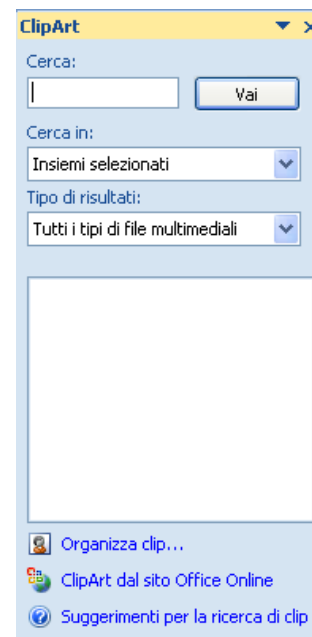 ClipArt
Cerca:
Vai
Cerca in:
Insiemi selezionati
Tipo di risultati:
Tutti i tipi di file multimediali
Organizza clip...
ClipArt dal sito Office Online
Suggerimenti per la ricerca di clip